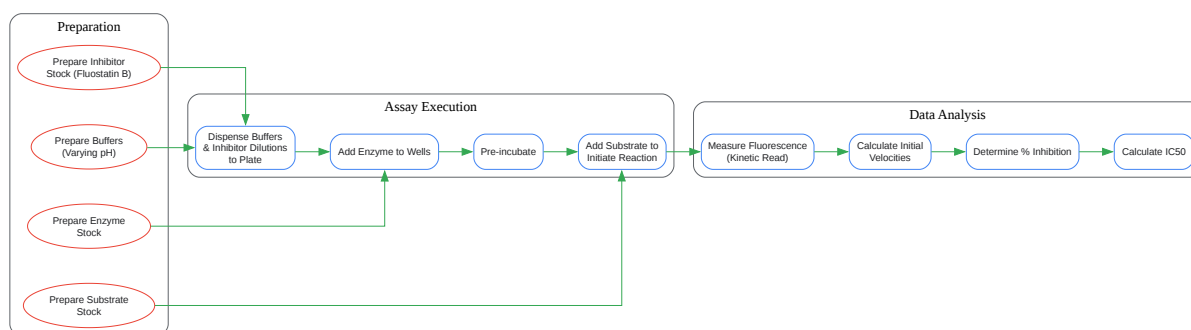 Preparation
Prepare Inhibitor
Stock (Fluostatin B)
Prepare Buffers
(Varying pH)
Prepare Enzyme
Stock
Prepare Substrate
Stock
Assay Execution
Dispense Buffers
& Inhibitor Dilutions
to Plate
Add Enzyme to Wells
Pre-incubate
Add Substrate to
Initiate Reaction
Data Analysis
Measure Fluorescence
(Kinetic Read)
Calculate Initial
Velocities
Determine % Inhibition
Calculate IC50